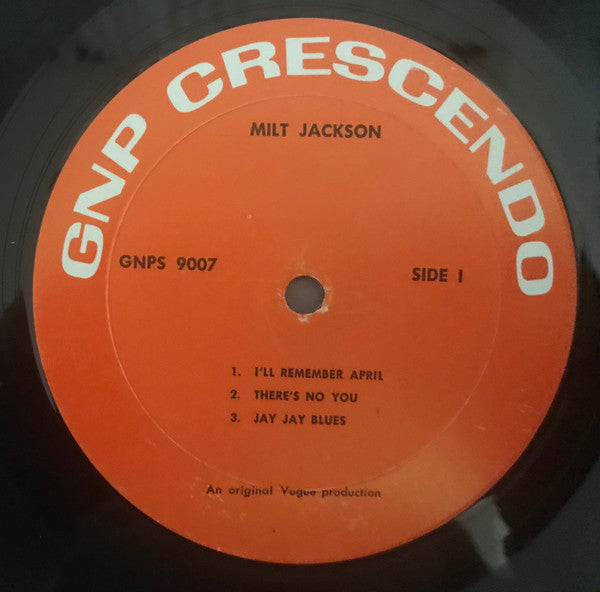 GNP CRESCENDO
MILT JACKSON
GNPS 9007
SIDE I
1. I'LL REMEMBER APRIL
2. THERE'S NO YOU
3. JAY JAY BLUES
An original Vogue production